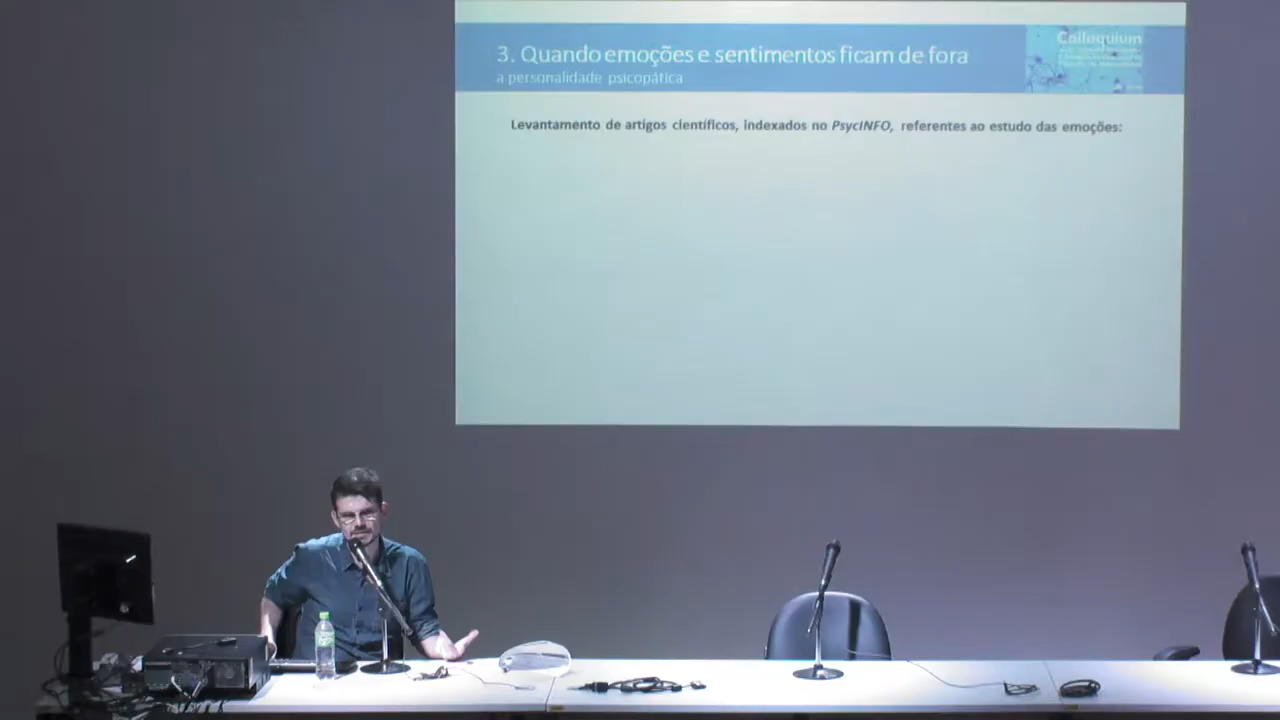 3. Quando emoções e sentimentos ficam de fora
a personalidade psicopática
Colloquium
Levantamento de artigos científicos, indexados no PsycINFO, referentes ao estudo das emoções: